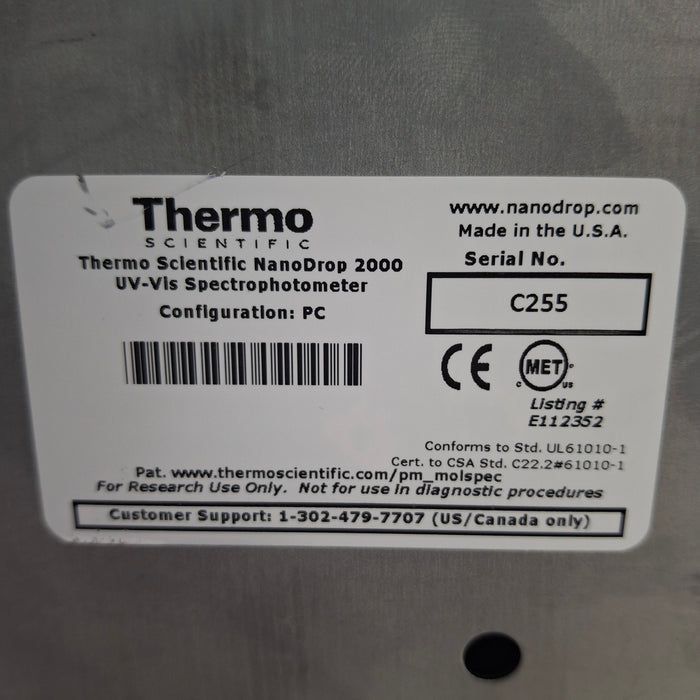 Thermo
SCIENTIFIC
Thermo Scientific NanoDrop 2000
UV-Vis Spectrophotometer
Configuration: PC
www.nanodrop.com
Made in the U.S.A.
Serial No.
C255
CE
c MET us
Listing #
E112352
Conforms to Std. UL61010-1
Cert. to CSA Std. C22.2#61010-1
Pat. www.thermoscientific.com/pm_molspec
For Research Use Only. Not for use in diagnostic procedures
Customer Support: 1-302-479-7707 (US/Canada only)